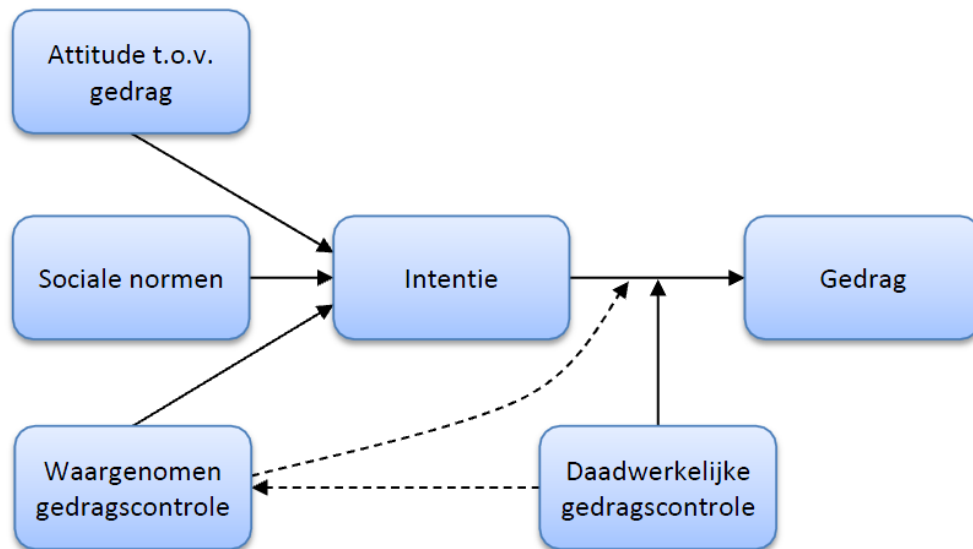 Attitude t.o.v.
gedrag
Sociale normen
Intentie
Gedrag
Waargenomen
gedragscontrole
Daadwerkelijke
gedragscontrole